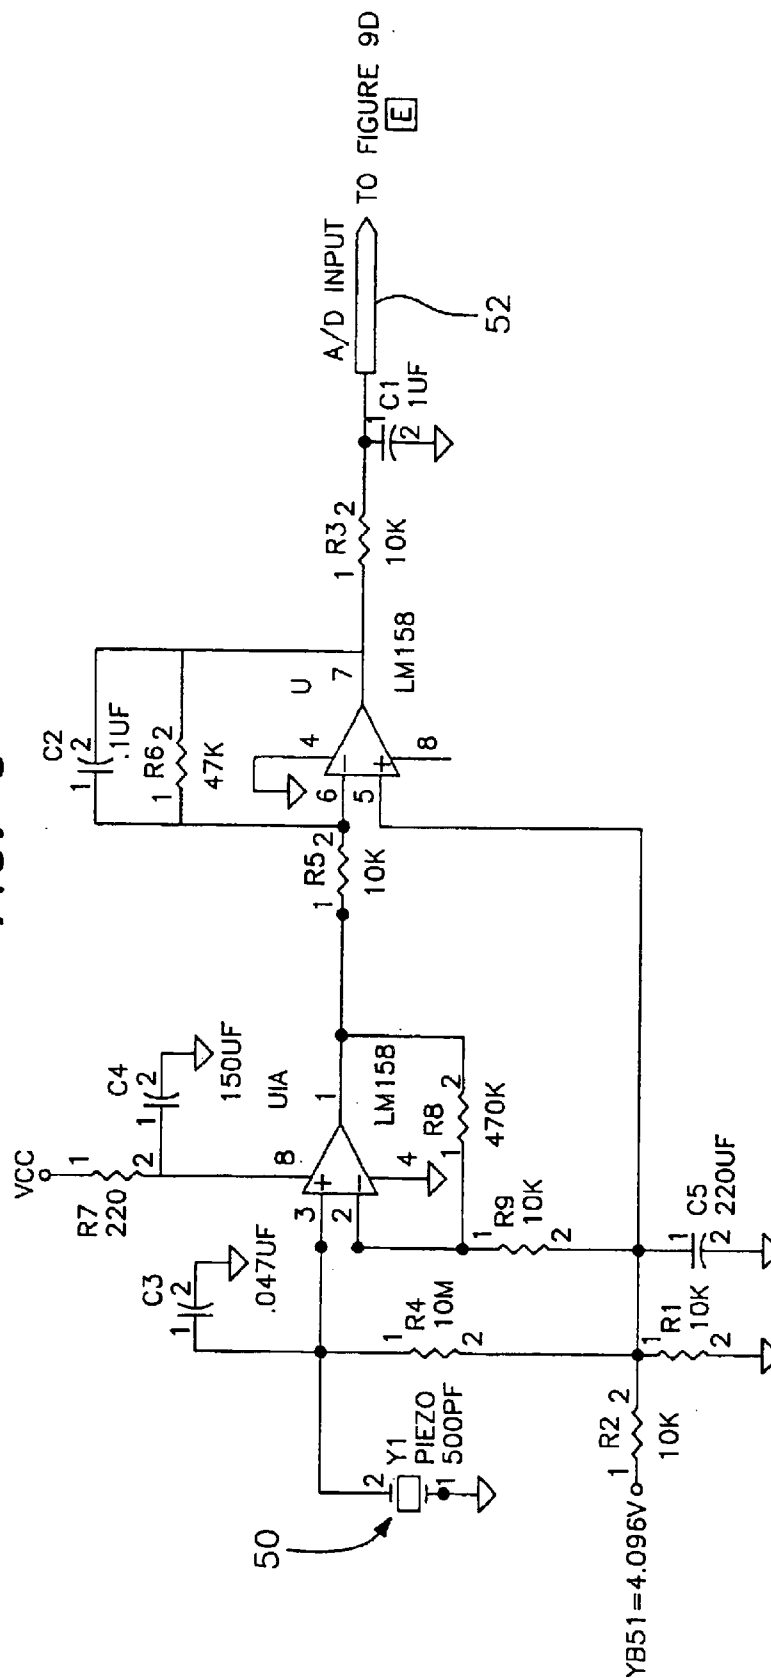 VCC
1
R7
220
2
C4
1 2
150UF
C3
1 2
.047UF
3
8
+
UIA
2
−
1
4
LM158
R8
1 2
470K
1
R9
10K
2
1
R4
10M
2
50
2
Y1
PIEZO
500PF
1
YB51=4.096V
1
R2
2
10K
1
R1
10K
2
1
C5
220UF
2
1
R5
2
10K
C2
1 2
.1UF
1
R6
2
47K
4
U
6
−
5
+
7
8
LM158
1
R3
2
10K
1
C1
1UF
2
A/D INPUT
52
TO FIGURE 9D
E